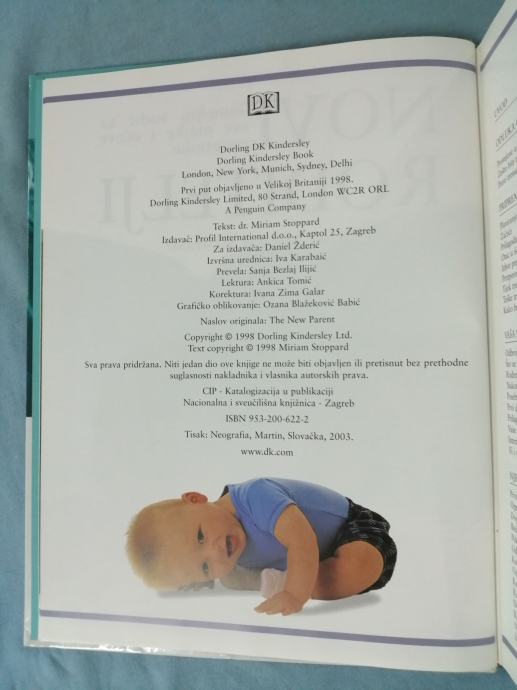 DK
Dorling DK Kindersley
Dorling Kindersley Book
London, New York, Munich, Sydney, Delhi
Prvi put objavljeno u Velikoj Britaniji 1998.
Dorling Kindersley Limited, 80 Strand, London WC2R ORL
A Penguin Company
Tekst: dr. Miriam Stoppard
Izdavač: Profil International d.o.o., Kaptol 25, Zagreb
Za izdavača: Daniel Žderić
Izvršna urednica: Iva Karabaić
Prevela: Sanja Bezlaj Ilijić
Lektura: Ankica Tomić
Korektura: Ivana Zima Galar
Grafičko oblikovanje: Ozana Blažeković Babić
Naslov originala: The New Parent
Copyright © 1998 Dorling Kindersley Ltd.
Text copyright © 1998 Miriam Stoppard
Sva prava pridržana. Niti jedan dio ove knjige ne može biti objavljen ili pretisnut bez prethodne
suglasnosti nakladnika i vlasnika autorskih prava.
CIP - Katalogizacija u publikaciji
Nacionalna i sveučilišna knjižnica - Zagreb
ISBN 953-200-622-2
Tisak: Neografia, Martin, Slovačka, 2003.
www.dk.com
UVOD